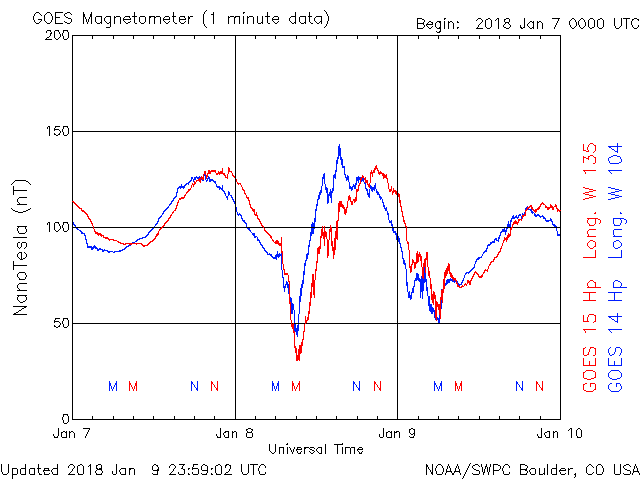 GOES Magnetometer (1 minute data)
Begin: 2018 Jan 7 0000 UTC
200
150
100
50
0
NanoTesla (nT)
M M N N M M N N M M N N
Jan 7 Jan 8 Jan 9 Jan 10
Universal Time
GOES 15 Hp Long. W 135
GOES 14 Hp Long. W 104
Updated 2018 Jan 9 23:59:02 UTC
NOAA/SWPC Boulder, CO USA